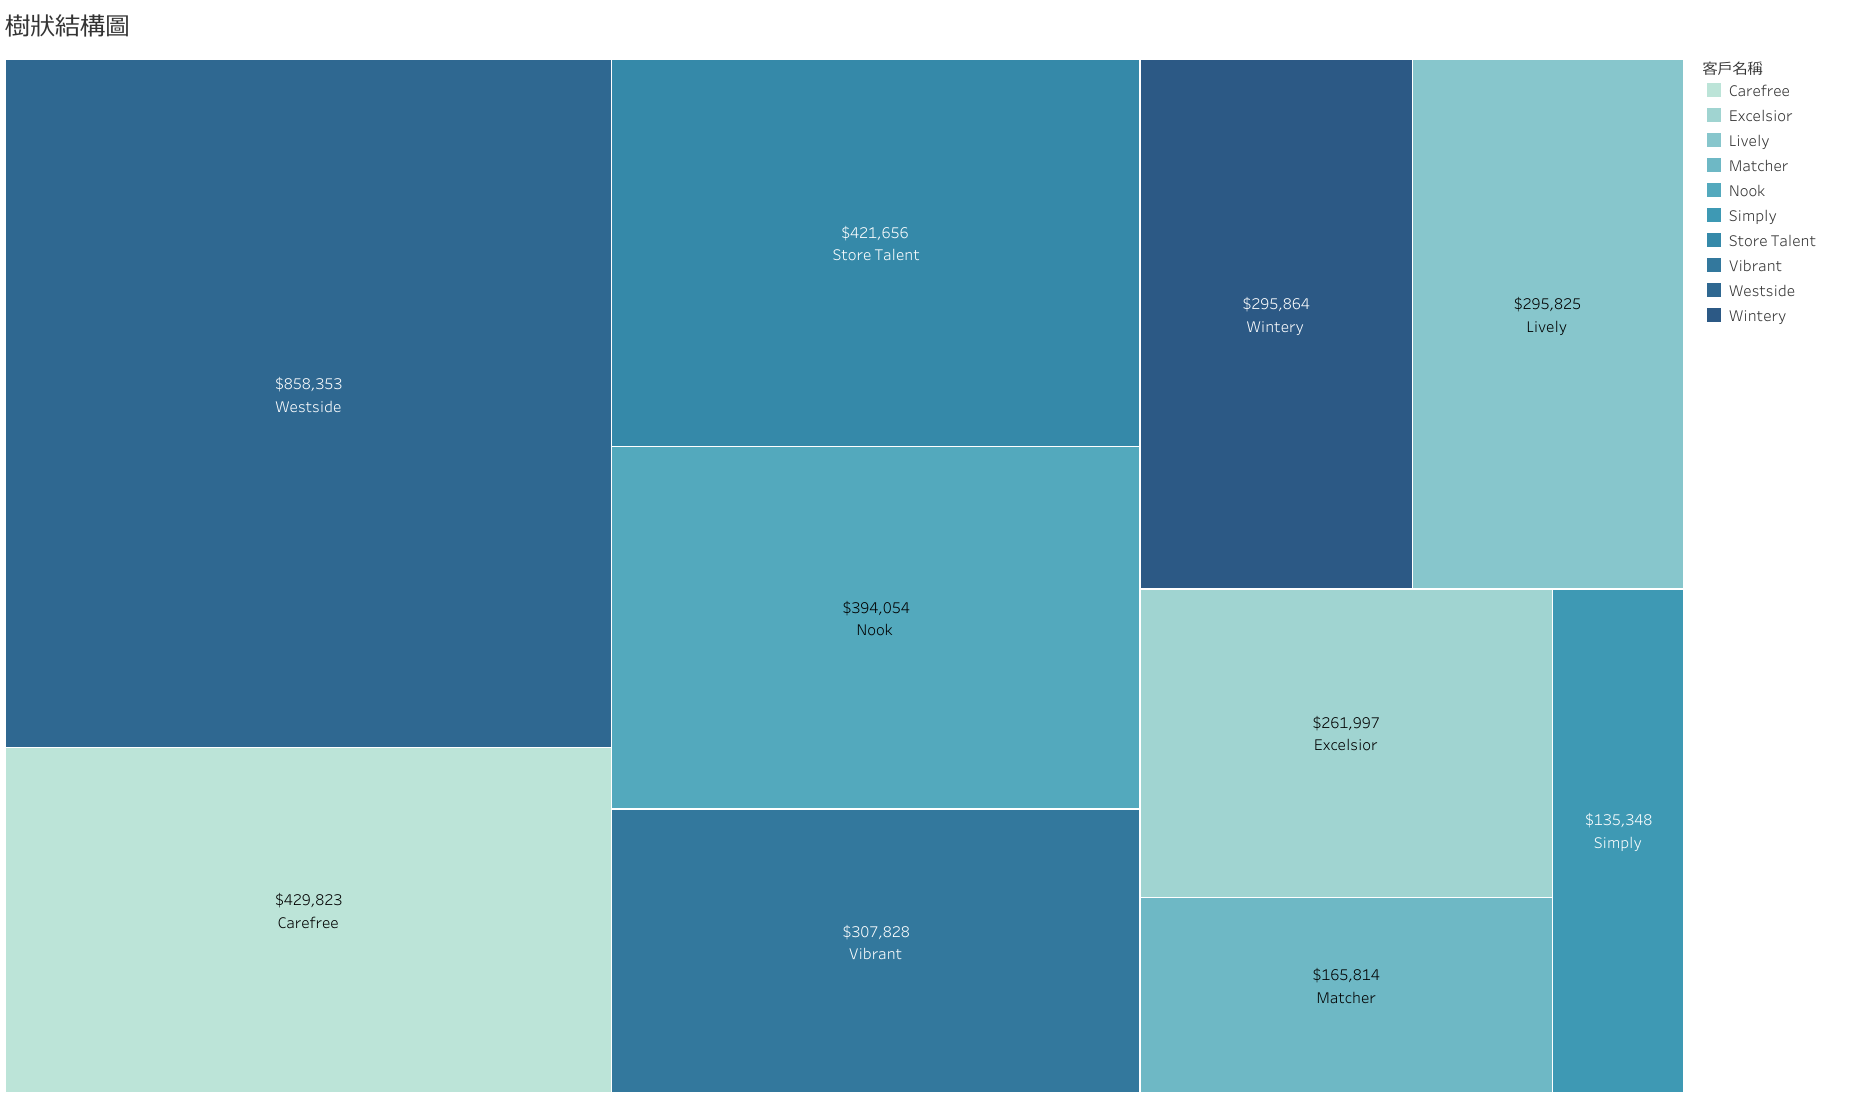 樹狀結構圖
$858,353
Westside
$429,823
Carefree
$421,656
Store Talent
$394,054
Nook
$307,828
Vibrant
$295,864
Wintery
$295,825
Lively
$261,997
Excelsior
$165,814
Matcher
$135,348
Simply
客戶名稱
Carefree
Excelsior
Lively
Matcher
Nook
Simply
Store Talent
Vibrant
Westside
Wintery